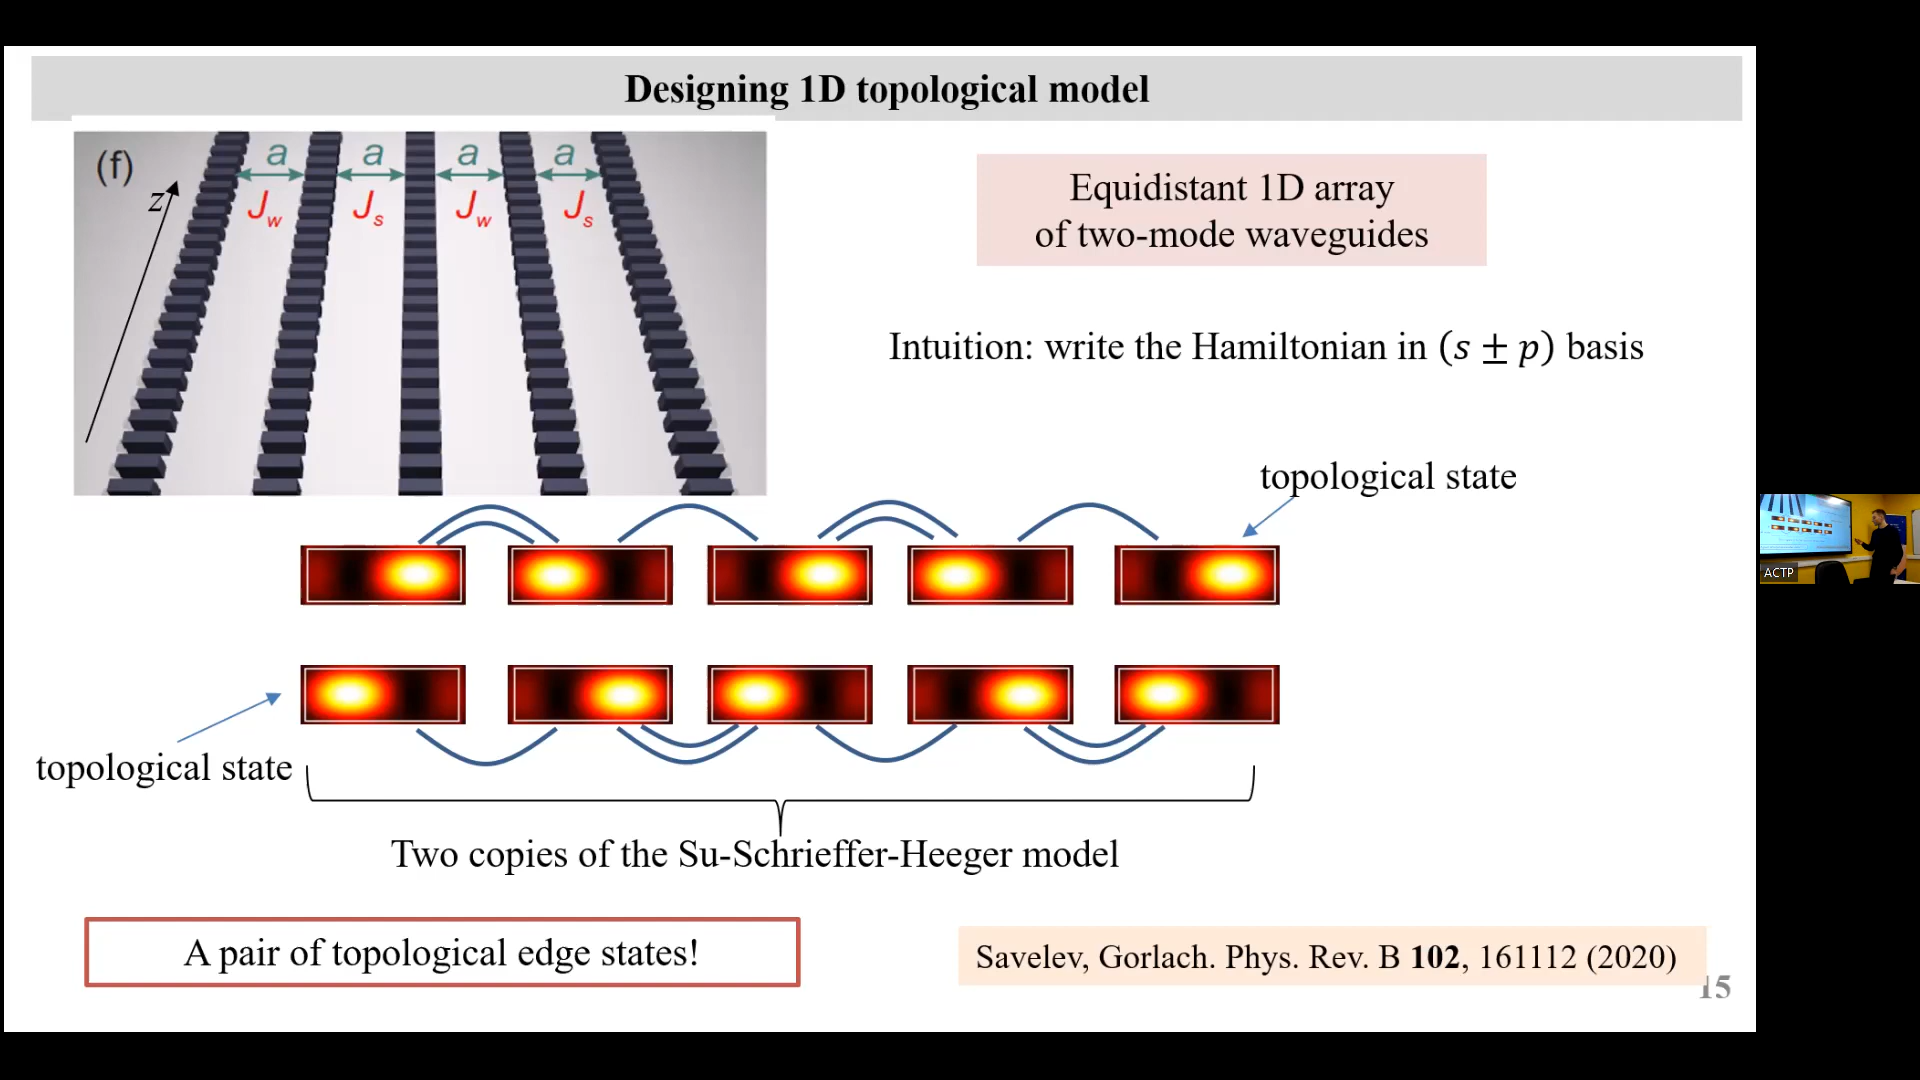 Designing 1D topological model
(f)
z
a a a a
J_w J_s J_w J_s
Equidistant 1D array
of two-mode waveguides
Intuition: write the Hamiltonian in (s ± p) basis
topological state
topological state
Two copies of the Su-Schrieffer-Heeger model
A pair of topological edge states!
Savelev, Gorlach. Phys. Rev. B 102, 161112 (2020)
15
ACTP